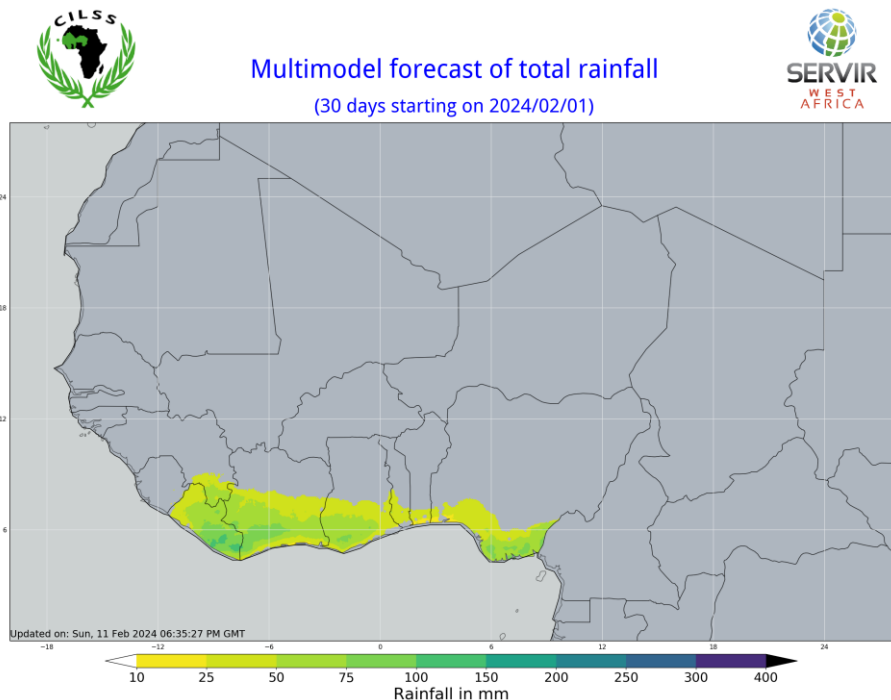 CILSS
Multimodel forecast of total rainfall
(30 days starting on 2024/02/01)
SERVIR
WEST
AFRICA
24
18
12
6
Updated on: Sun, 11 Feb 2024 06:35:27 PM GMT
−18 −12 −6 0 6 12 18 24
10 25 50 75 100 150 200 250 300 400
Rainfall in mm